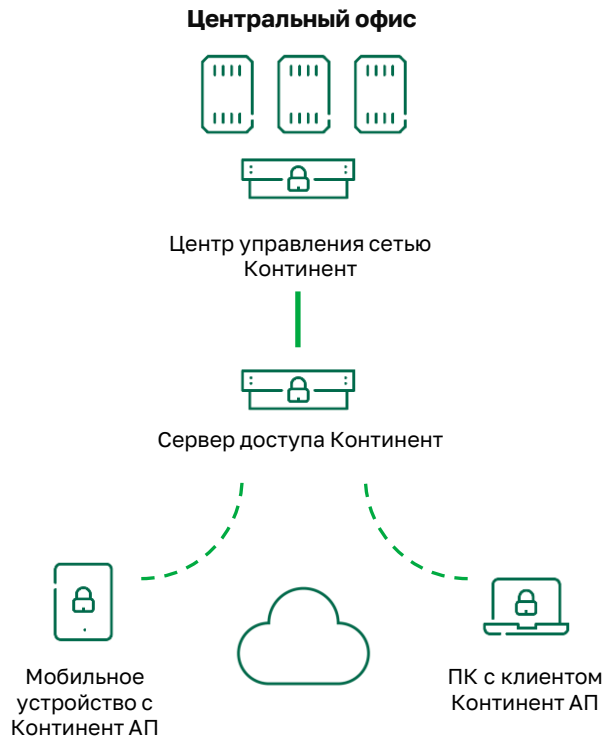 Центральный офис
Центр управления сетью
Континент
Сервер доступа Континент
Мобильное
устройство с
Континент АП
ПК с клиентом
Континент АП